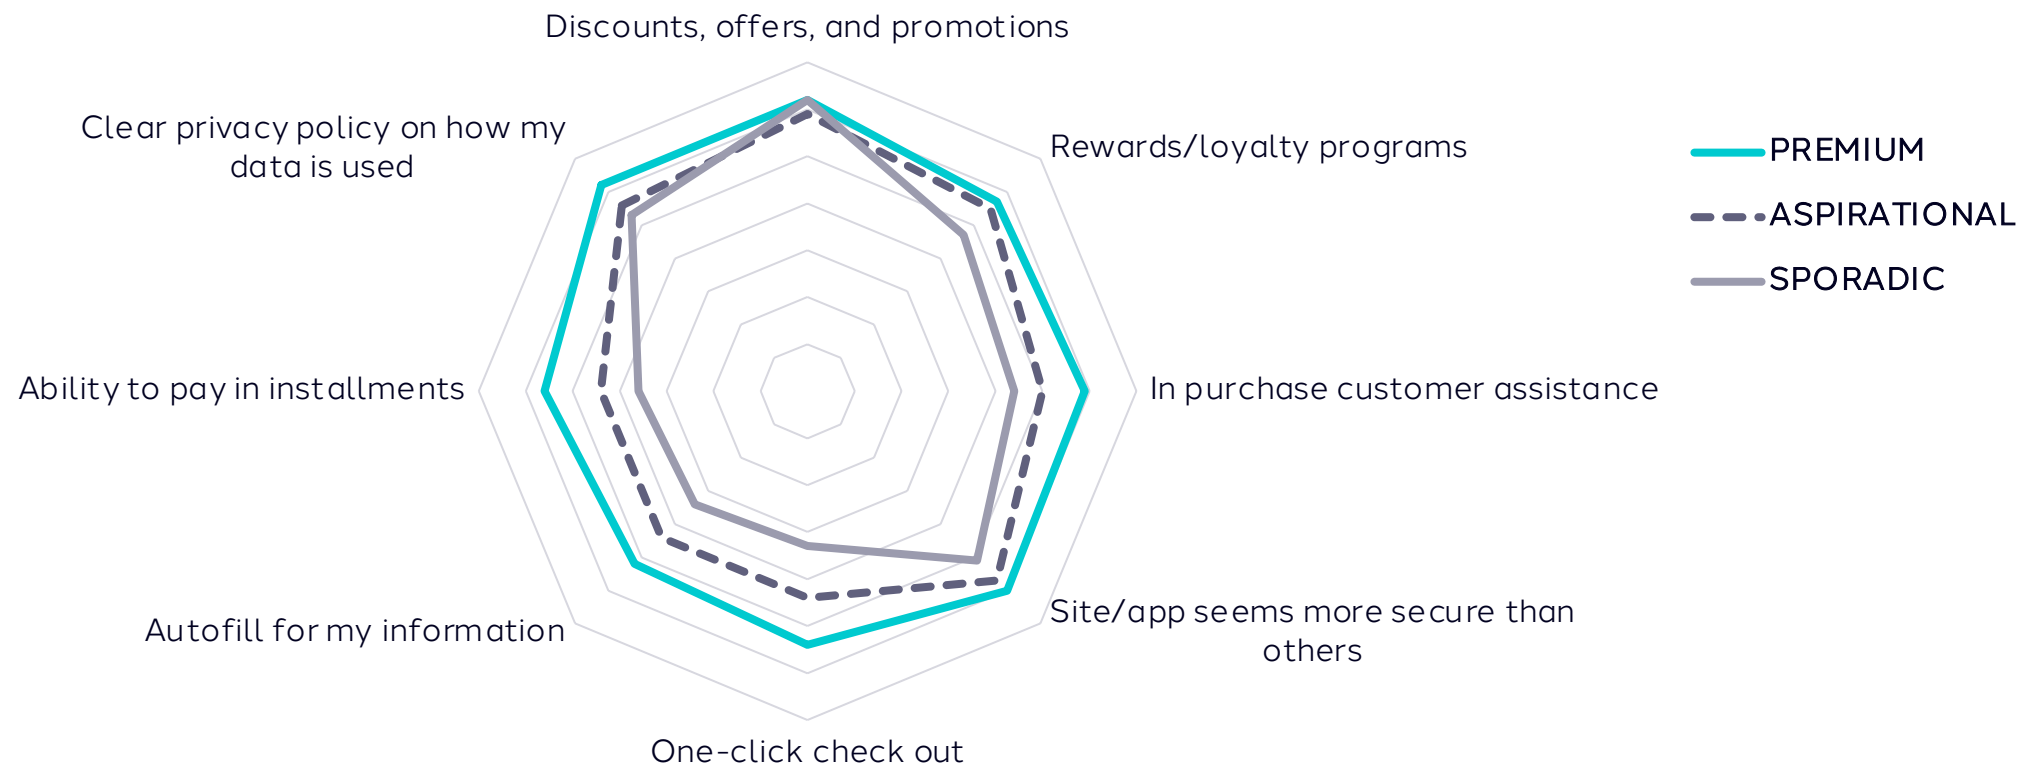 Discounts, offers, and promotions
Clear privacy policy on how my
data is used
Rewards/loyalty programs
PREMIUM
ASPIRATIONAL
SPORADIC
Ability to pay in installments
In purchase customer assistance
Autofill for my information
Site/app seems more secure than
others
One-click check out